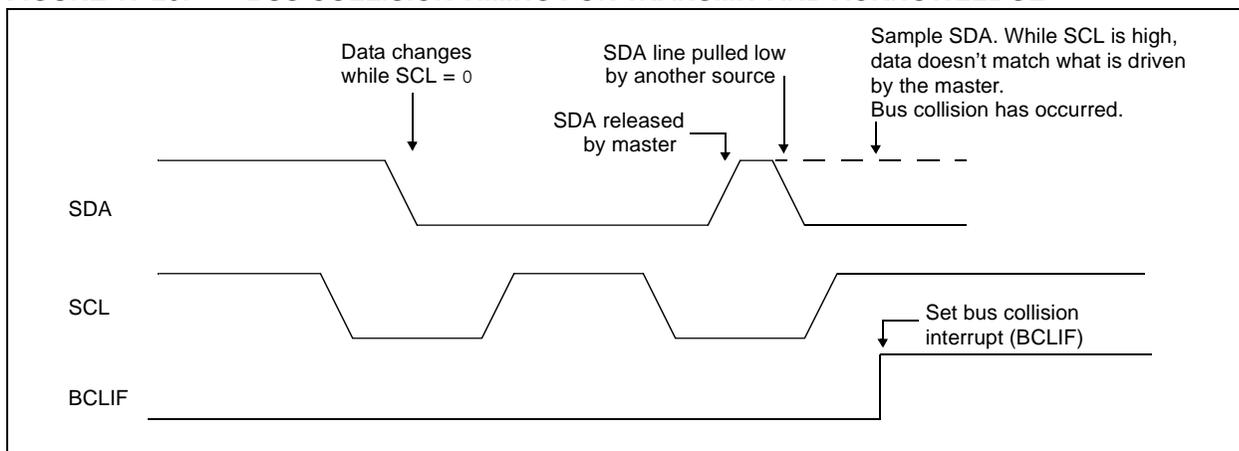 Data changes
while SCL = 0
SDA line pulled low
by another source
SDA released
by master
Sample SDA. While SCL is high,
data doesn't match what is driven
by the master.
Bus collision has occurred.
SDA
SCL
Set bus collision
interrupt (BCLIF)
BCLIF